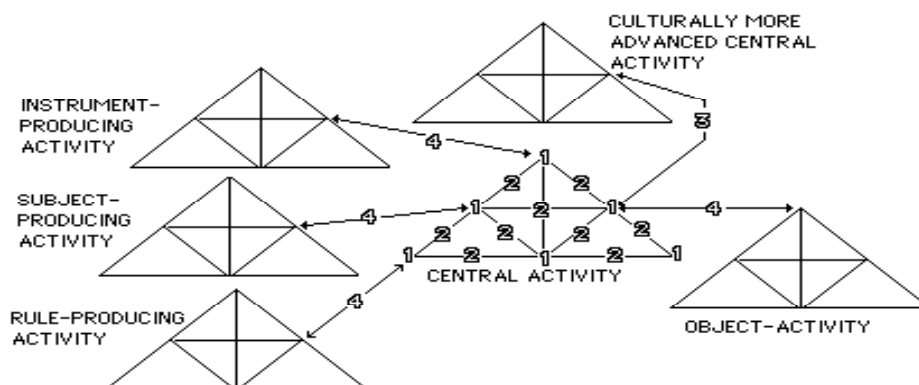 CULTURALLY MORE
ADVANCED CENTRAL
ACTIVITY
INSTRUMENT-
PRODUCING
ACTIVITY
3
4
1
2 2
SUBJECT-
PRODUCING
ACTIVITY
4
1 2 1
4
2 2 2 2
1 2 1 2 1
CENTRAL ACTIVITY
4
RULE-PRODUCING
ACTIVITY
OBJECT-ACTIVITY